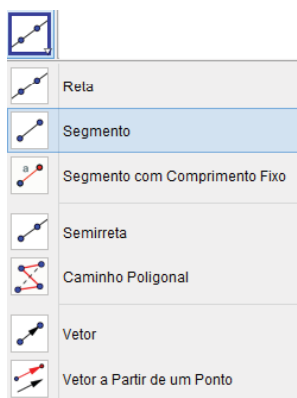 Reta
Segmento
a
Segmento com Comprimento Fixo
Semirreta
Caminho Poligonal
Vetor
Vetor a Partir de um Ponto